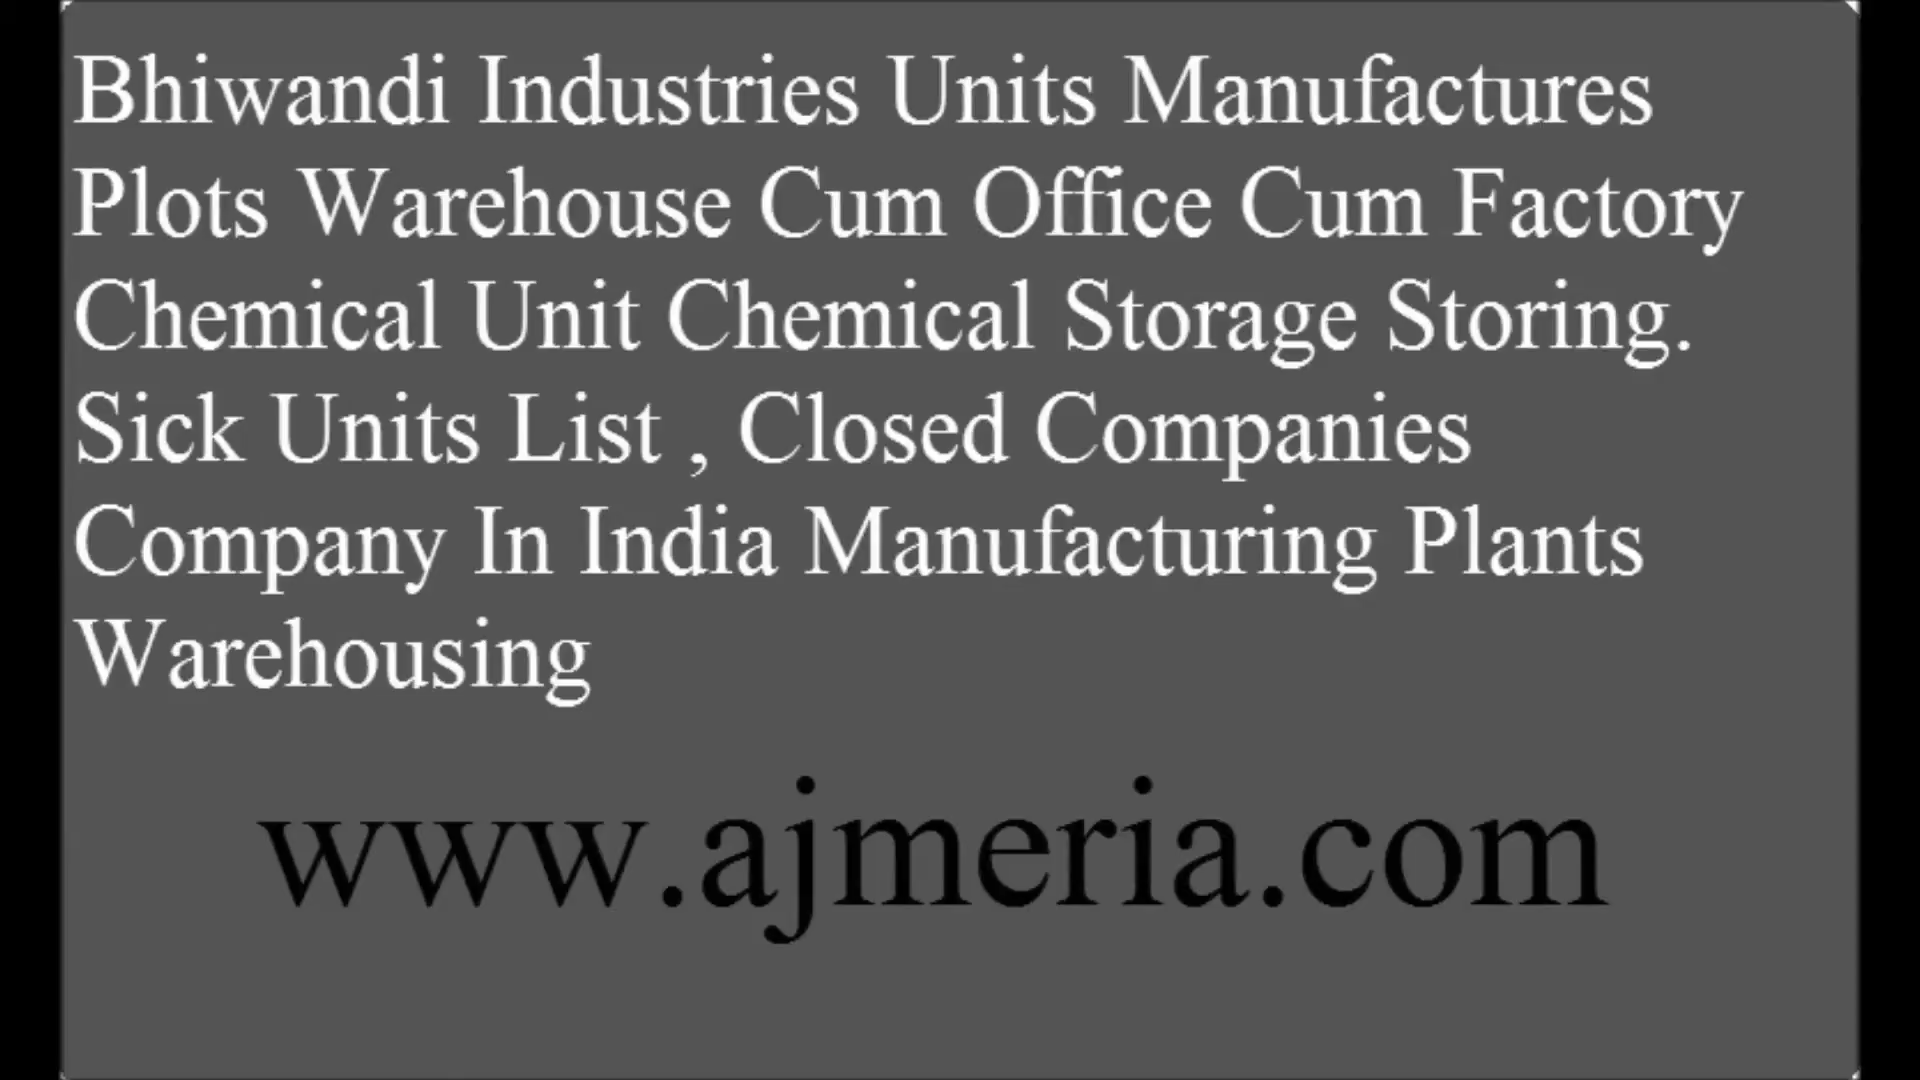 Bhiwandi Industries Units Manufactures
Plots Warehouse Cum Office Cum Factory
Chemical Unit Chemical Storage Storing.
Sick Units List , Closed Companies
Company In India Manufacturing Plants
Warehousing
www.ajmeria.com